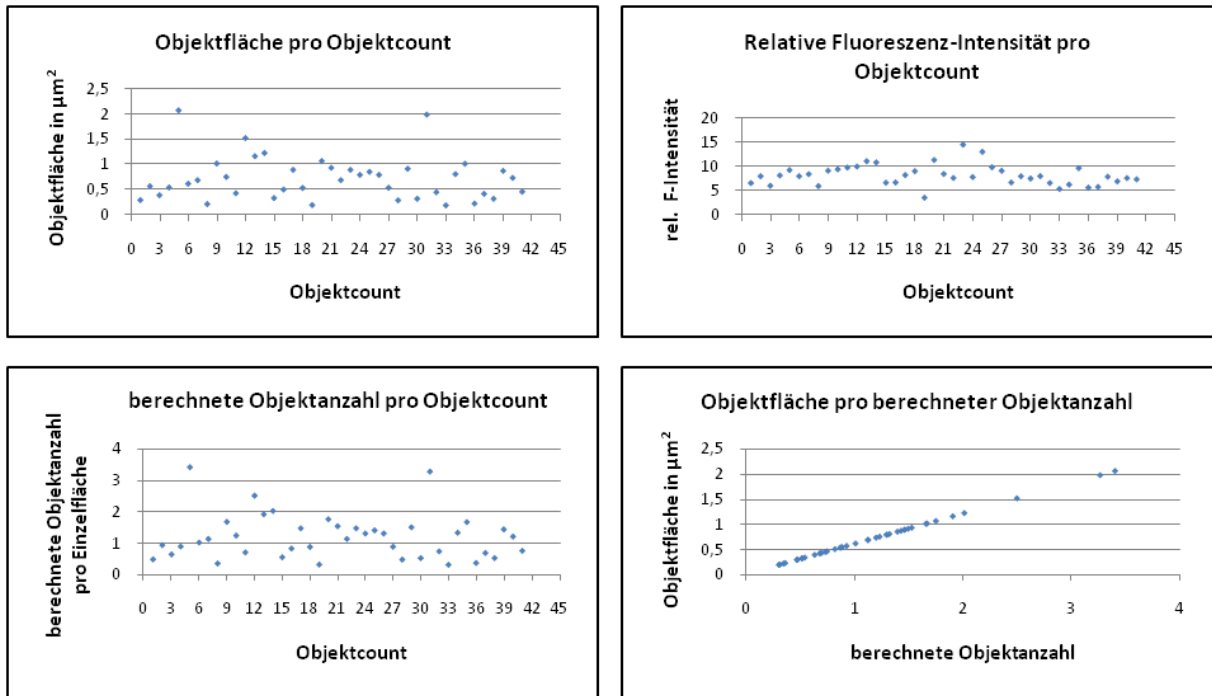 Objektfläche pro Objektcount
Objektfläche in µm²
2,5
2
1,5
1
0,5
0
0 3 6 9 12 15 18 21 24 27 30 33 36 39 42 45
Objektcount
Relative Fluoreszenz-Intensität pro
Objektcount
rel. F-Intensität
20
15
10
5
0
0 3 6 9 12 15 18 21 24 27 30 33 36 39 42 45
Objektcount
berechnete Objektanzahl pro Objektcount
berechnete Objektanzahl
pro Einzelfläche
4
3
2
1
0
0 3 6 9 12 15 18 21 24 27 30 33 36 39 42 45
Objektcount
Objektfläche pro berechneter Objektanzahl
Objektfläche in µm²
2,5
2
1,5
1
0,5
0
0 1 2 3 4
berechnete Objektanzahl